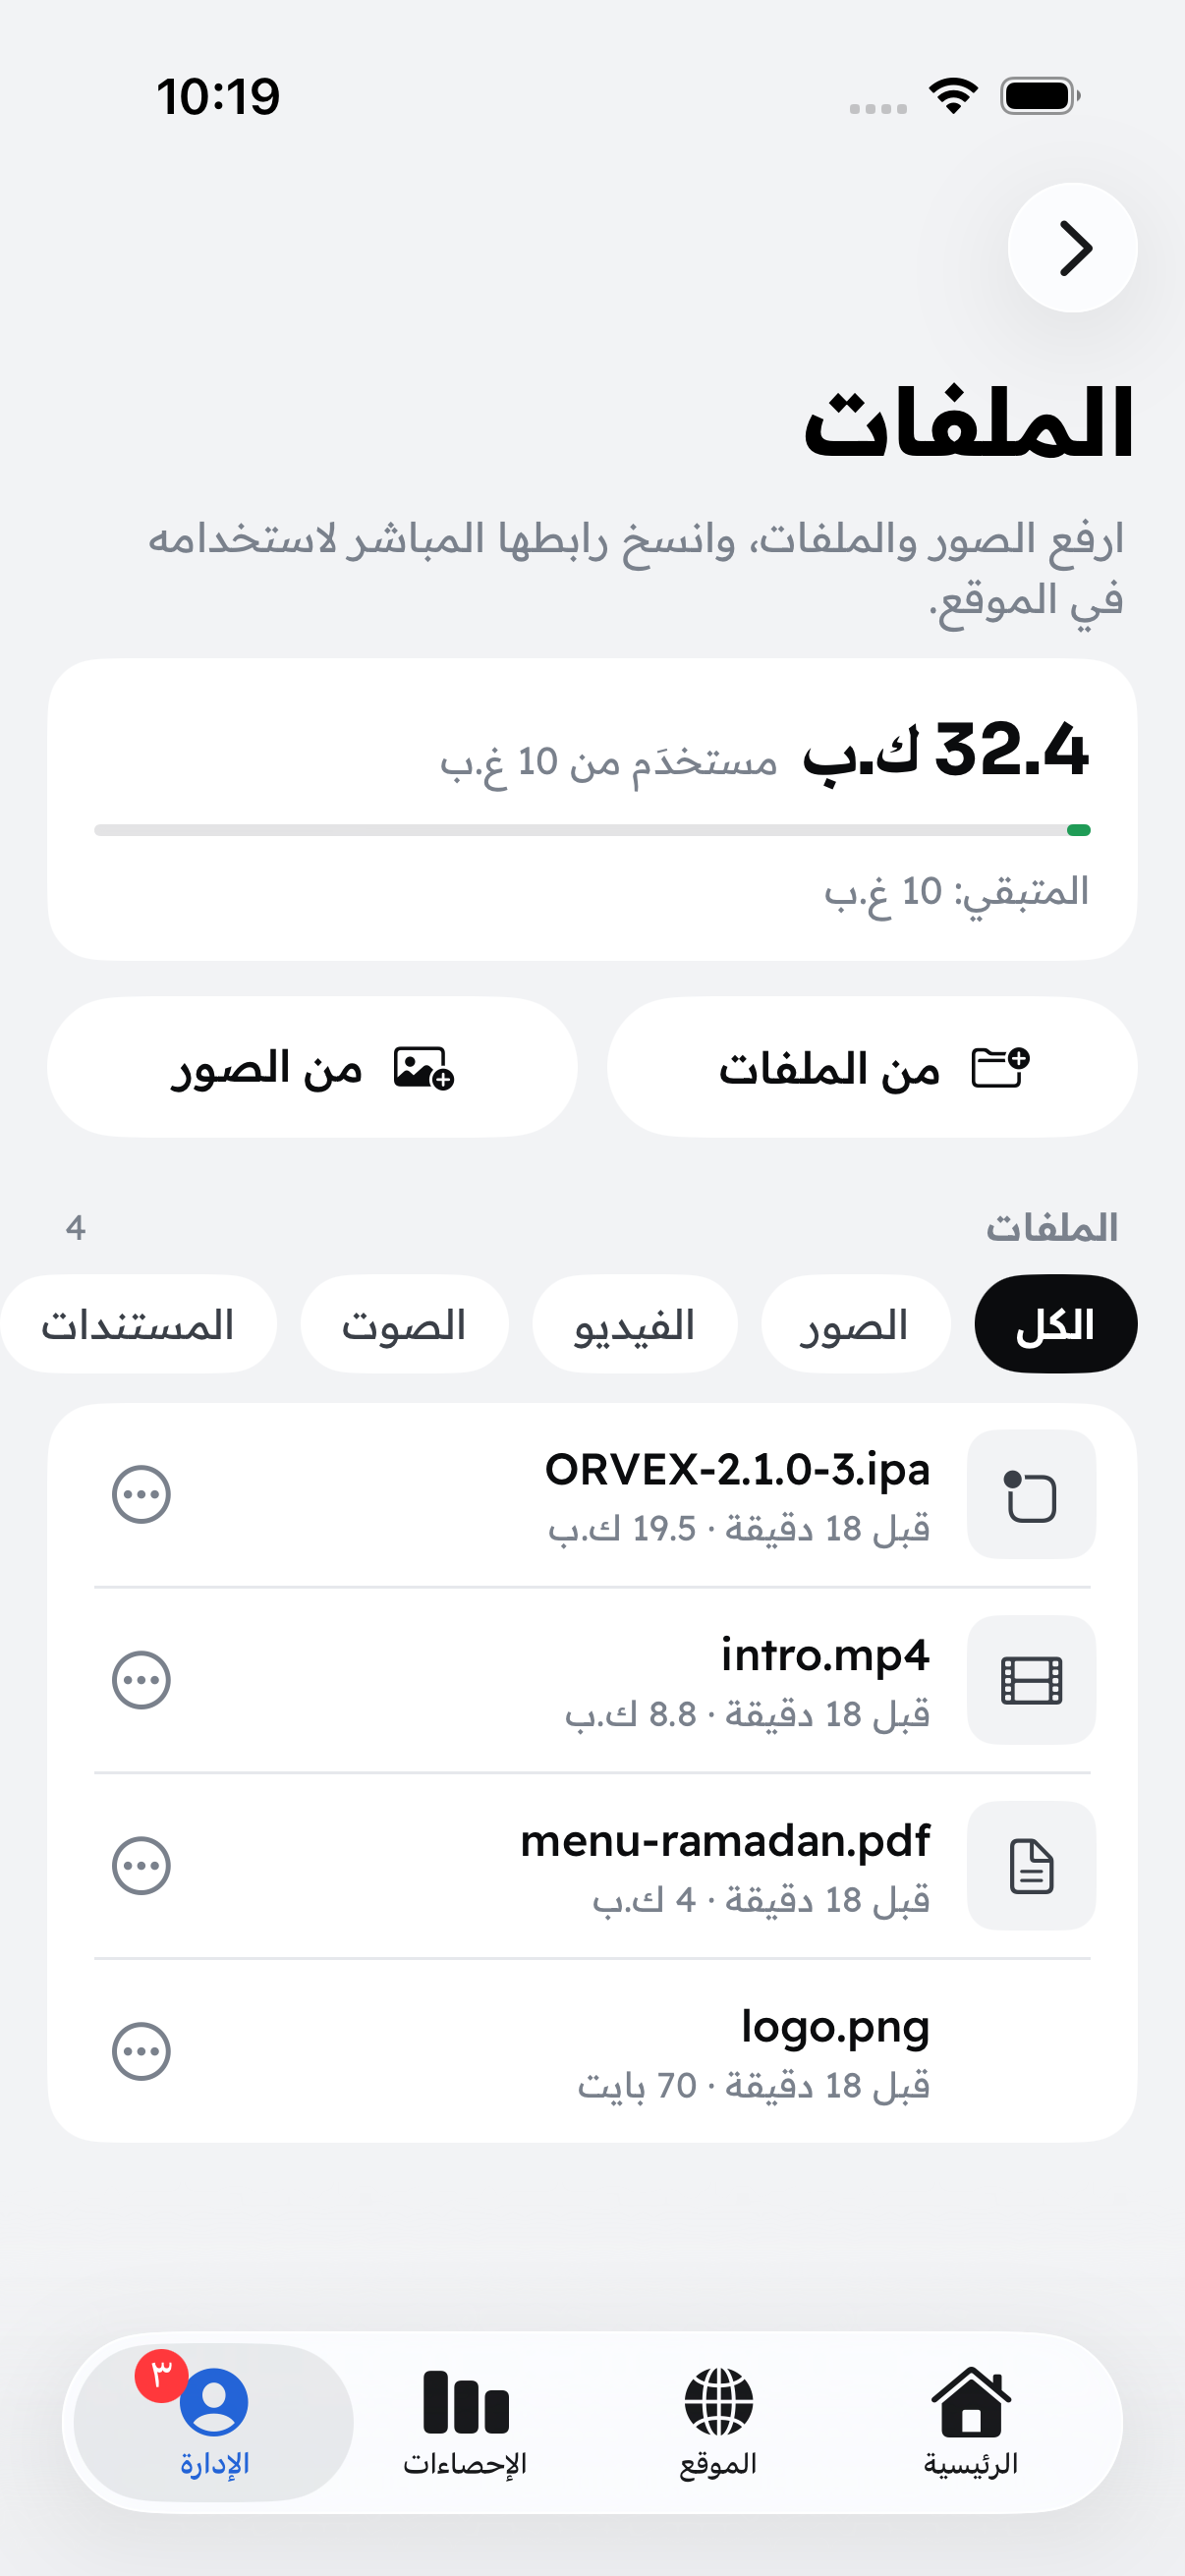 10:19
الملفات
ارفع الصور والملفات، وانسخ رابطها المباشر لاستخدامه
في الموقع.
32.4 ك.ب مستخدَم من 10 غ.ب
المتبقي: 10 غ.ب
من الملفات
من الصور
الملفات
4
الكل
الصور
الفيديو
الصوت
المستندات
ORVEX-2.1.0-3.ipa
قبل 18 دقيقة · 19.5 ك.ب
intro.mp4
قبل 18 دقيقة · 8.8 ك.ب
menu-ramadan.pdf
قبل 18 دقيقة · 4 ك.ب
logo.png
قبل 18 دقيقة · 70 بايت
الرئيسية
الموقع
الإحصاءات
٣
الإدارة